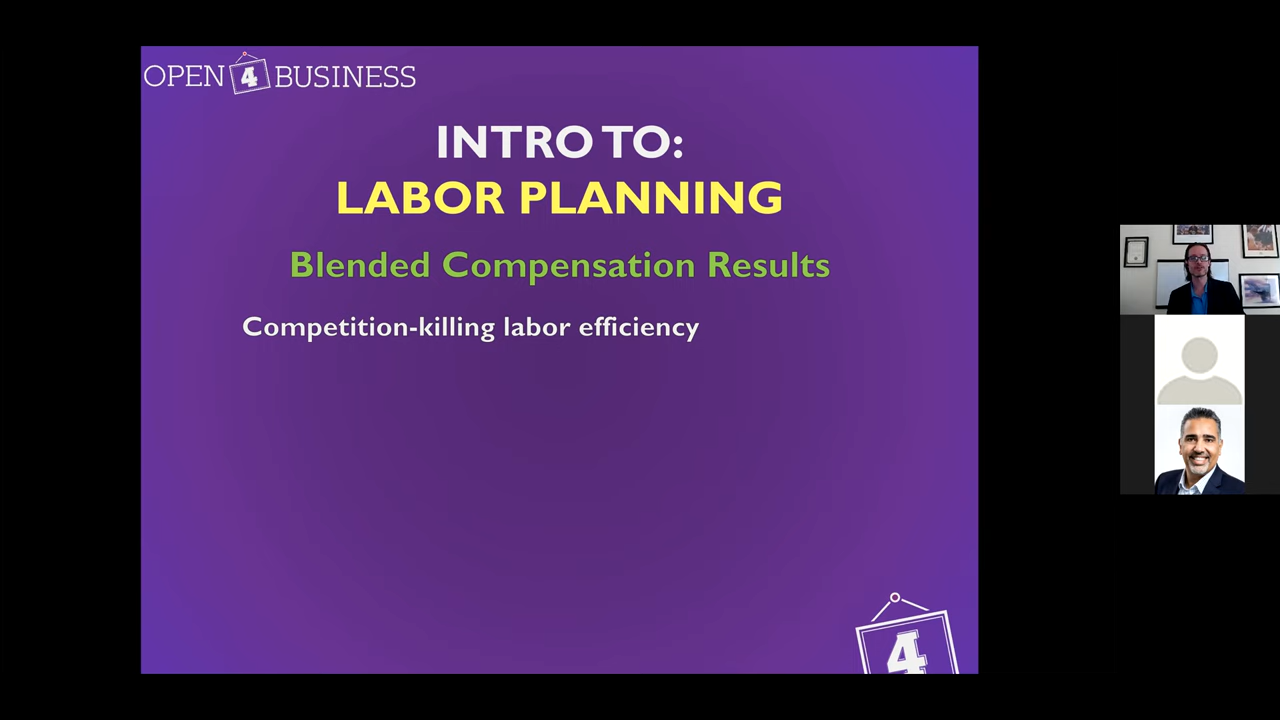 OPEN 4 BUSINESS
INTRO TO:
LABOR PLANNING
Blended Compensation Results
Competition-killing labor efficiency
4